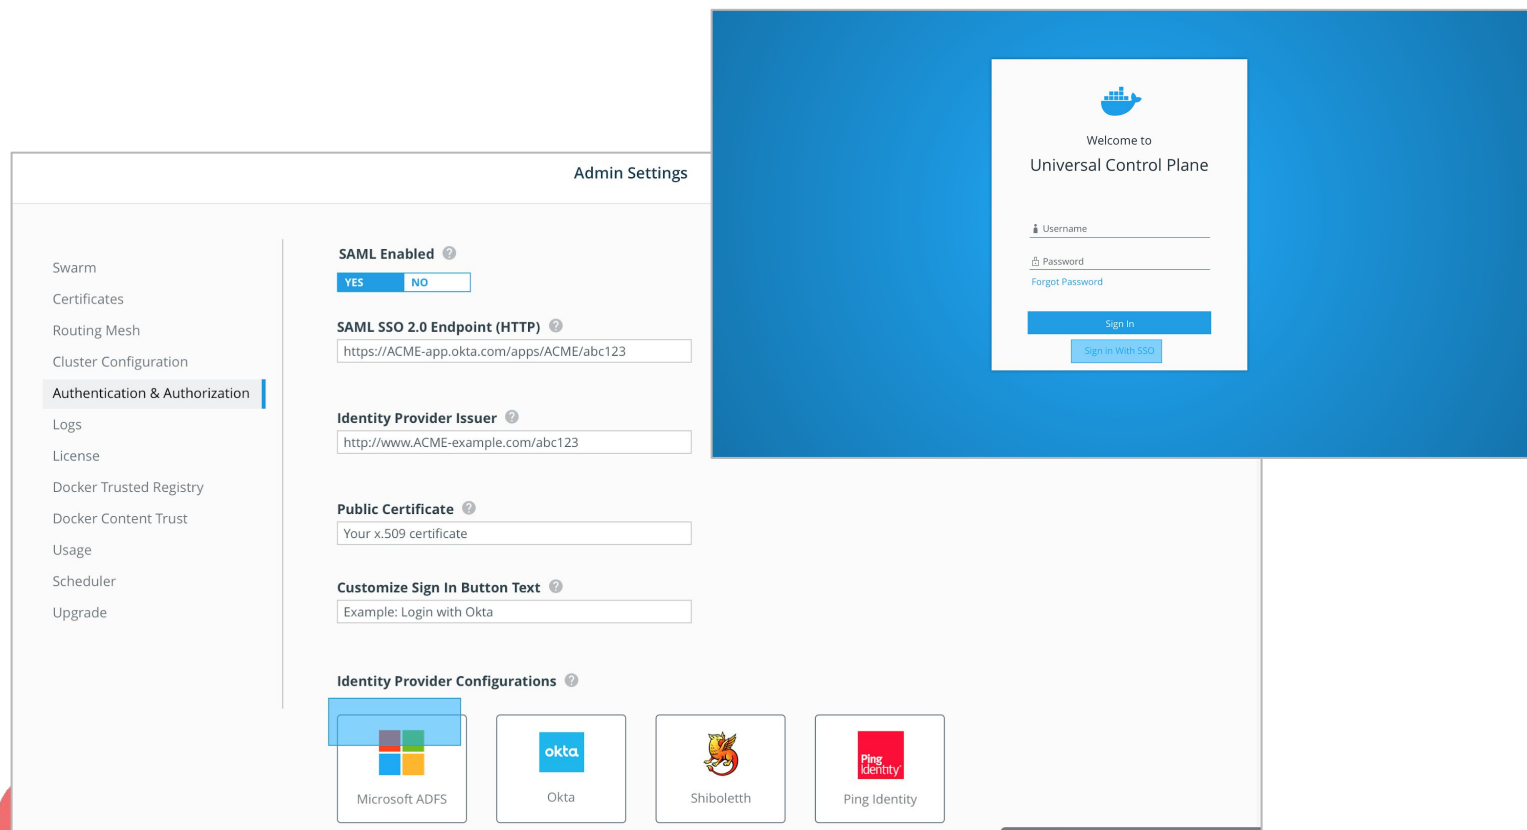 Welcome to
Universal Control Plane
Username
Password
Forgot Password
Sign In
Sign in With SSO
Admin Settings
Swarm
Certificates
Routing Mesh
Cluster Configuration
Authentication & Authorization
Logs
License
Docker Trusted Registry
Docker Content Trust
Usage
Scheduler
Upgrade
SAML Enabled ?
YES NO
SAML SSO 2.0 Endpoint (HTTP) ?
https://ACME-app.okta.com/apps/ACME/abc123
Identity Provider Issuer ?
http://www.ACME-example.com/abc123
Public Certificate ?
Your x.509 certificate
Customize Sign In Button Text ?
Example: Login with Okta
Identity Provider Configurations ?
Microsoft ADFS
okta
Okta
Shiboletth
Ping
Identity
Ping Identity